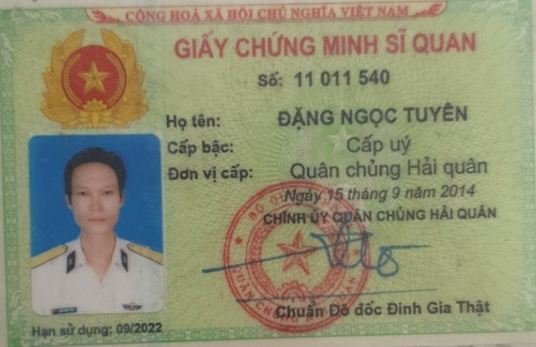 CỘNG HOÀ XÃ HỘI CHỦ NGHĨA VIỆT NAM
GIẤY CHỨNG MINH SĨ QUAN
Số: 11 011 540
Họ tên: ĐẶNG NGỌC TUYÊN
Cấp bậc: Cấp uý
Đơn vị cấp: Quân chủng Hải quân
Ngày 15 tháng 9 năm 2014
CHÍNH ỦY QUÂN CHỦNG HẢI QUÂN
Chuẩn Đô đốc Đinh Gia Thật
Hạn sử dụng: 09/2022